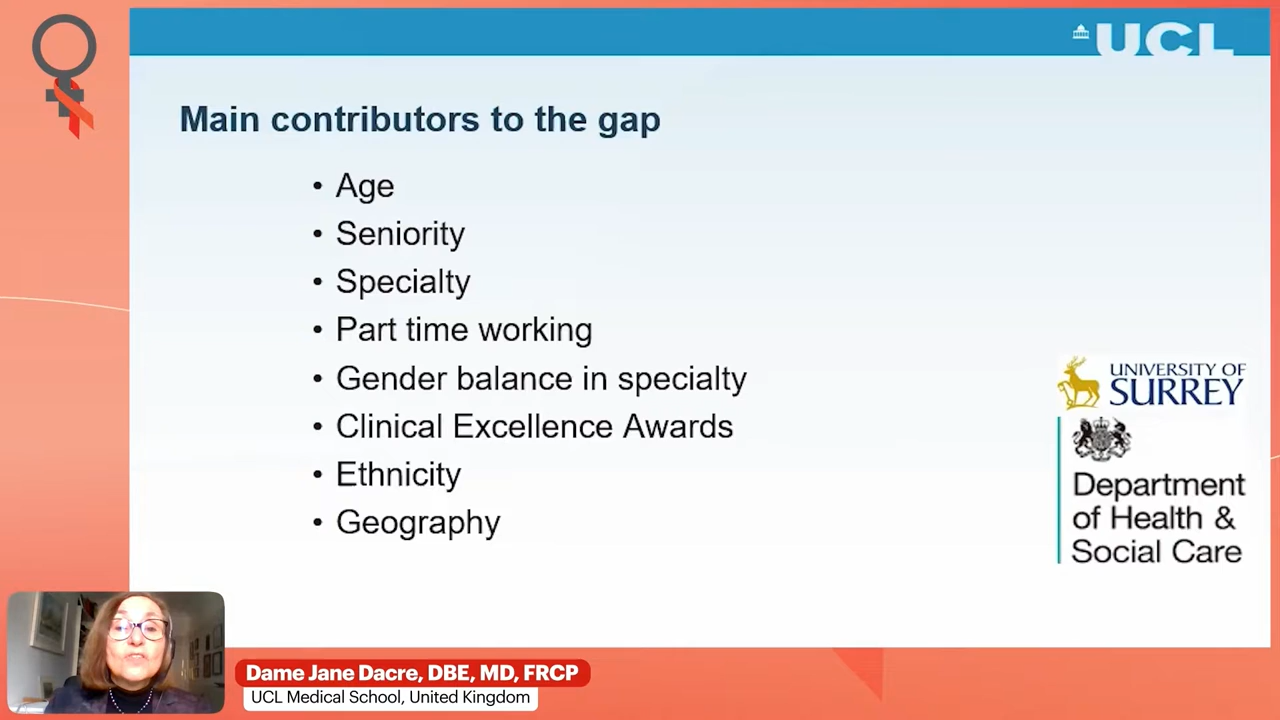 UCL
Main contributors to the gap
• Age
• Seniority
• Specialty
• Part time working
• Gender balance in specialty
• Clinical Excellence Awards
• Ethnicity
• Geography
UNIVERSITY OF
SURREY
Department
of Health &
Social Care
Dame Jane Dacre, DBE, MD, FRCP
UCL Medical School, United Kingdom